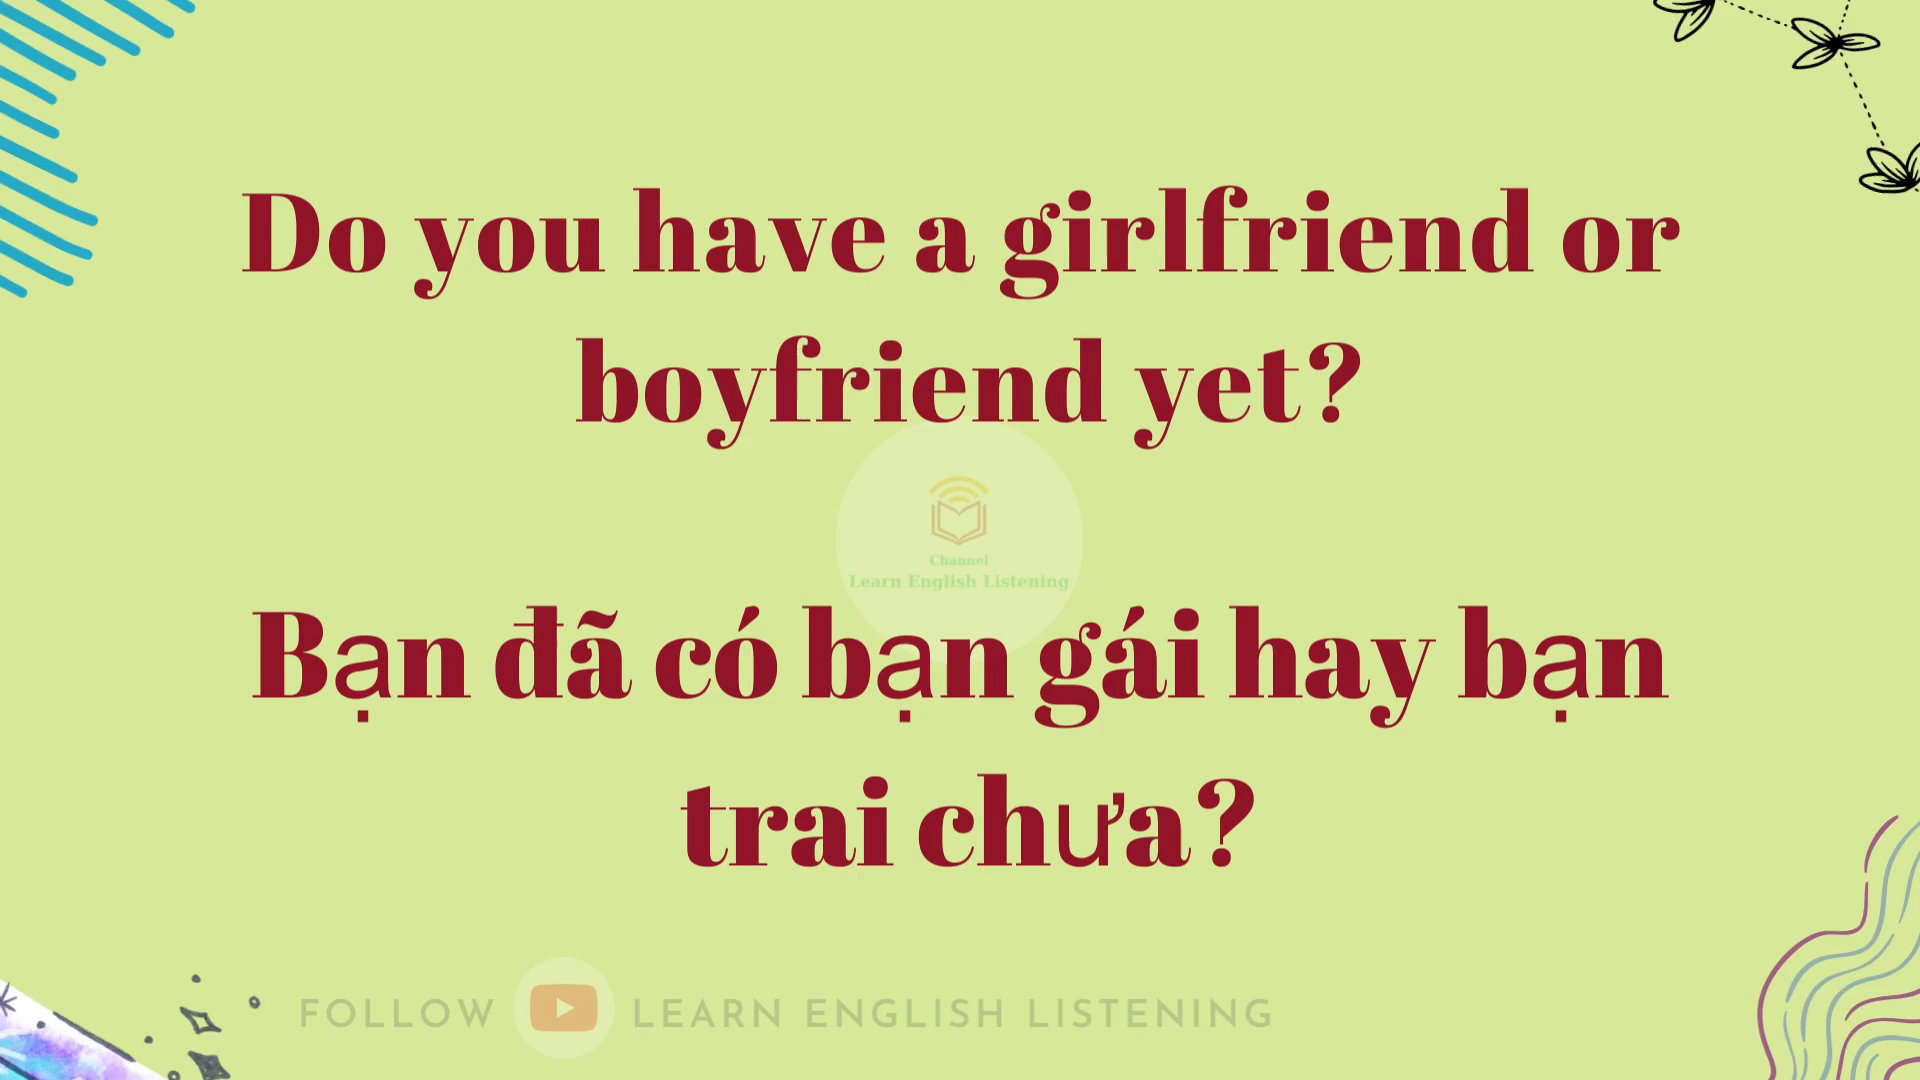 Do you have a girlfriend or
boyfriend yet?
Channel
Learn English Listening
Bạn đã có bạn gái hay bạn
trai chưa?
FOLLOW LEARN ENGLISH LISTENING